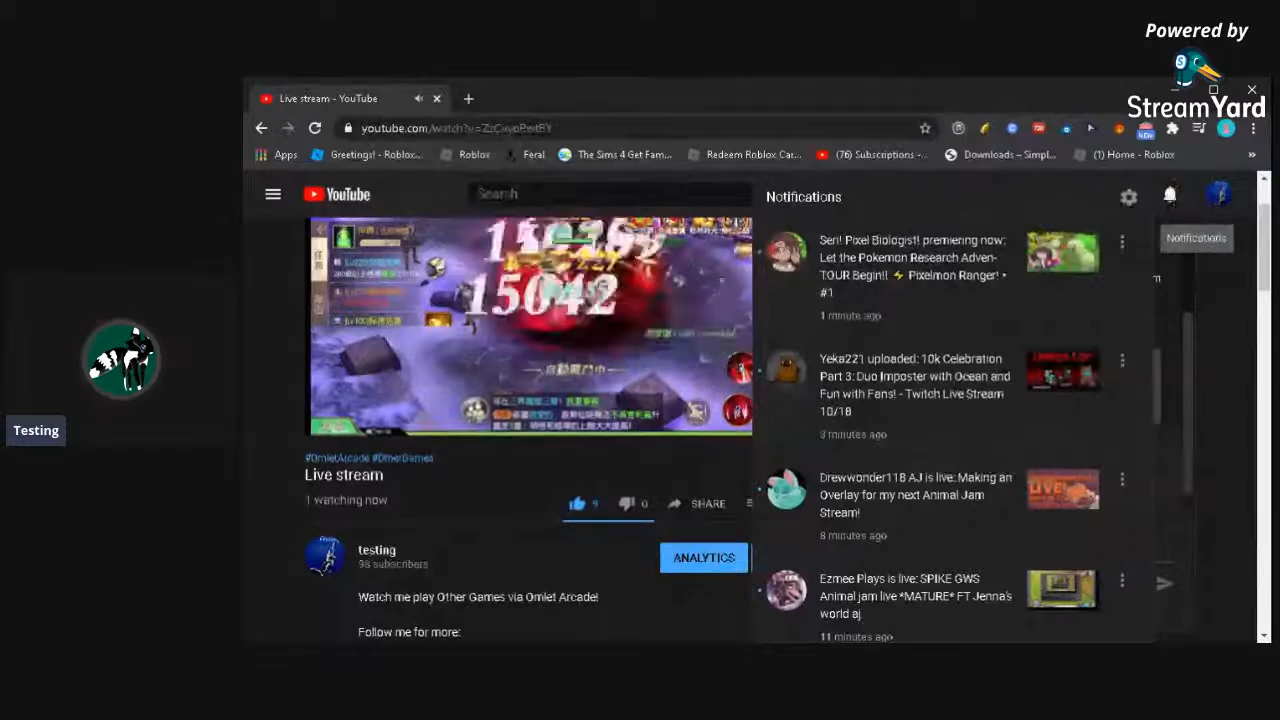 Powered by
StreamYard
Live stream - YouTube
Apps
Greetings! - Roblox...
Roblox
Feral
The Sims 4 Get Fam...
Redeem Roblox Car...
(76) Subscriptions -...
Downloads – Simpl...
(1) Home - Roblox
NEW
YouTube
Search
Notifications
Notifications
15042
Seri! Pixel Biologist! premiering now:
Let the Pokemon Research Adven-
TOUR Begin!! ⚡ Pixelmon Ranger! •
#1
1 minute ago
Yeka22'1 uploaded: 10k Celebration
Part 3: Duo Imposter with Ocean and
Fun with Fans! - Twitch Live Stream
10/18
3 minutes ago
Drewwonder118 AJ is live: Making an
Overlay for my next Animal Jam
Stream!
8 minutes ago
Ezmee Plays is live: SPIKE GWS
Animal jam live *MATURE* FT Jenna's
world aj
11 minutes ago
Testing
#OmletArcade #OtherGames
Live stream
1 watching now
9
0
SHARE
testing
98 subscribers
ANALYTICS
Watch me play Other Games via Omlet Arcade!
Follow me for more: